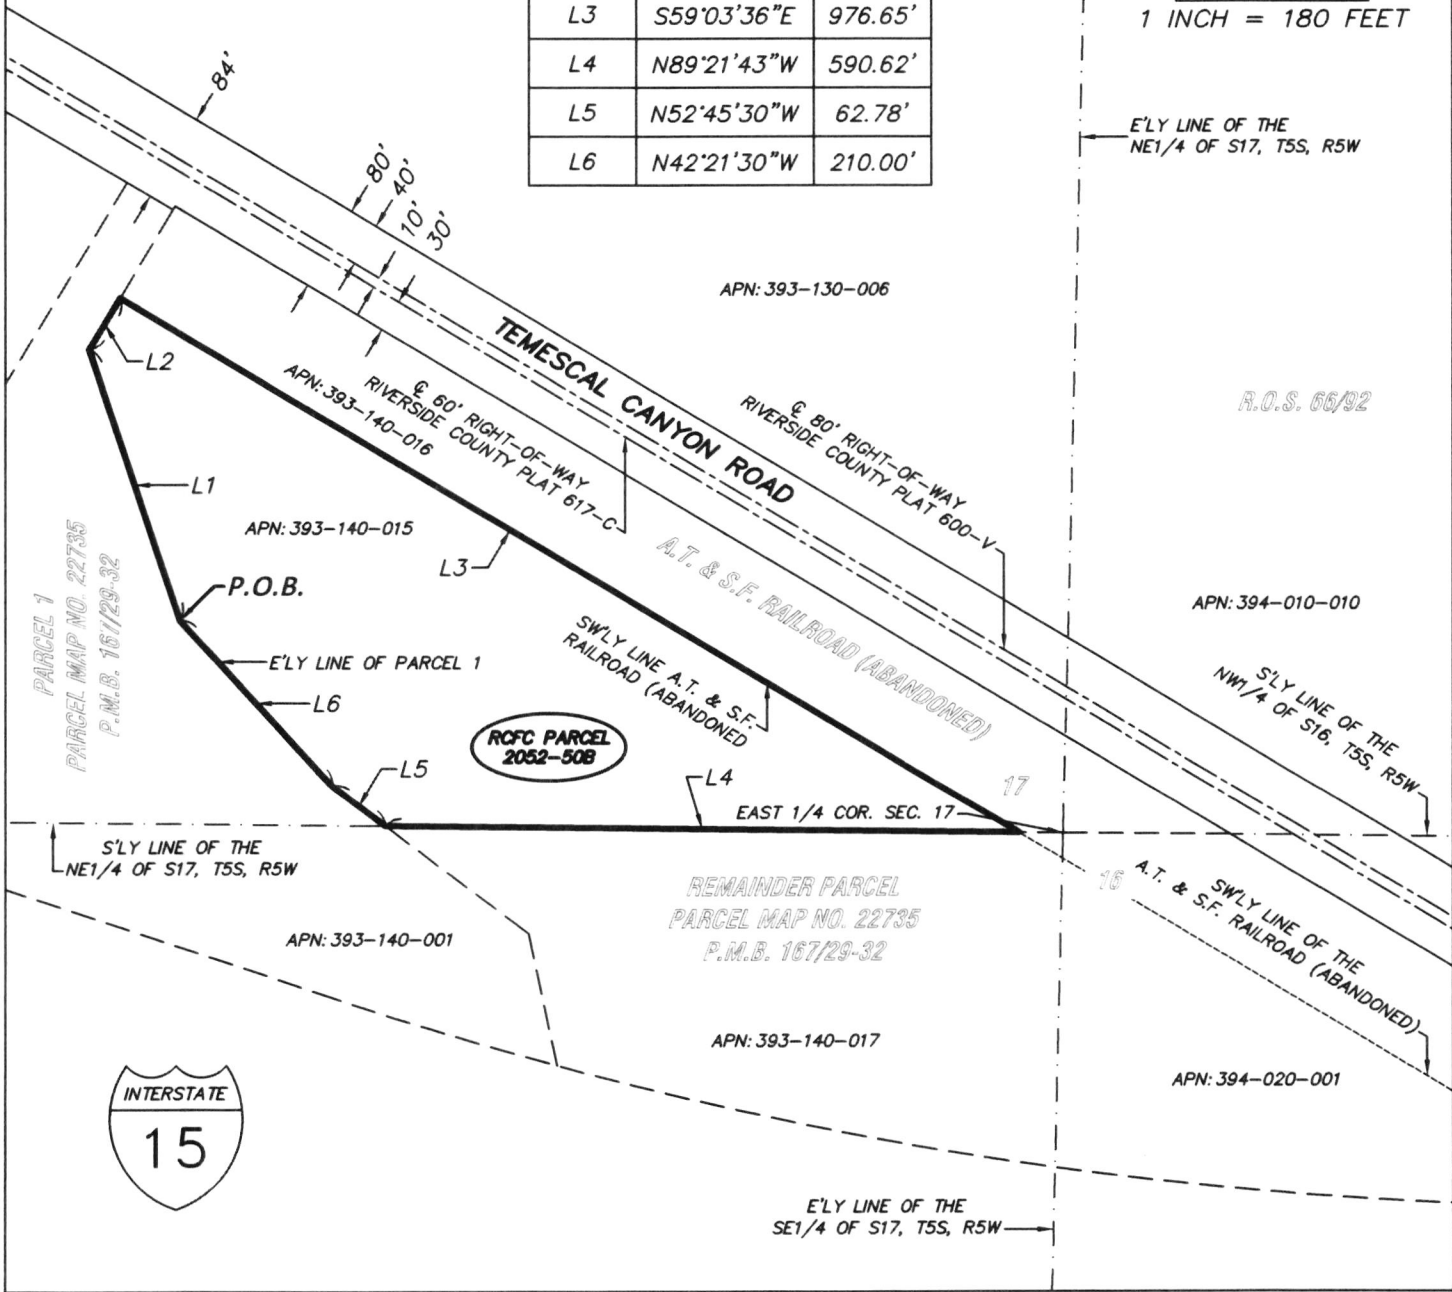 L3 S59°03'36"E 976.65'
L4 N89°21'43"W 590.62'
L5 N52°45'30"W 62.78'
L6 N42°21'30"W 210.00'
1 INCH = 180 FEET
84'
80'
40'
10'
30'
E'LY LINE OF THE
NE1/4 OF S17, T5S, R5W
APN: 393-130-006
L2
TEMESCAL CANYON ROAD
℄ 60' RIGHT-OF-WAY
RIVERSIDE COUNTY PLAT 617-C
APN: 393-140-016
℄ 80' RIGHT-OF-WAY
RIVERSIDE COUNTY PLAT 600-V
R.O.S. 66/92
L1
APN: 393-140-015
L3
A.T. & S.F. RAILROAD (ABANDONED)
P.O.B.
APN: 394-010-010
PARCEL 1
PARCEL MAP NO. 22735
P.M.B. 167/29-32
E'LY LINE OF PARCEL 1
SW'LY LINE A.T. & S.F.
RAILROAD (ABANDONED
S'LY LINE OF THE
NW1/4 OF S16, T5S, R5W
L6
RCFC PARCEL
2052-50B
L5
L4
17
EAST 1/4 COR. SEC. 17
S'LY LINE OF THE
NE1/4 OF S17, T5S, R5W
16
SW'LY LINE OF THE
A.T. & S.F. RAILROAD (ABANDONED)
REMAINDER PARCEL
PARCEL MAP NO. 22735
P.M.B. 167/29-32
APN: 393-140-001
APN: 393-140-017
APN: 394-020-001
INTERSTATE
15
E'LY LINE OF THE
SE1/4 OF S17, T5S, R5W